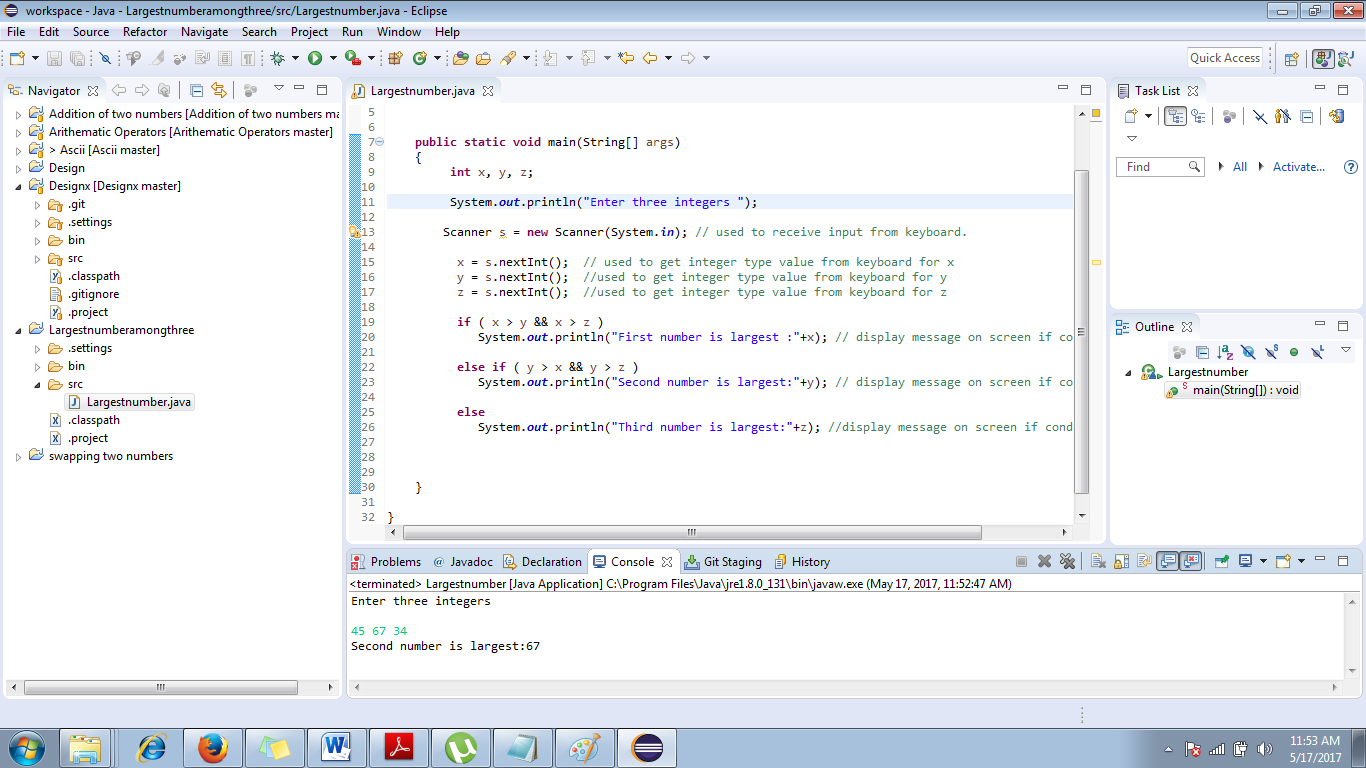 workspace - Java - Largestnumberamongthree/src/Largestnumber.java - Eclipse
File Edit Source Refactor Navigate Search Project Run Window Help
Quick Access
Navigator
Addition of two numbers [Addition of two numbers ma
Arithematic Operators [Arithematic Operators master]
> Ascii [Ascii master]
Design
Designx [Designx master]
.git
.settings
bin
src
.classpath
.gitignore
.project
Largestnumberamongthree
.settings
bin
src
Largestnumber.java
.classpath
.project
swapping two numbers
Largestnumber.java
5
6
7 public static void main(String[] args)
8 {
9 int x, y, z;
10
11 System.out.println("Enter three integers ");
12
13 Scanner s = new Scanner(System.in); // used to receive input from keyboard.
14
15 x = s.nextInt(); // used to get integer type value from keyboard for x
16 y = s.nextInt(); //used to get integer type value from keyboard for y
17 z = s.nextInt(); //used to get integer type value from keyboard for z
18
19 if ( x > y && x > z )
20 System.out.println("First number is largest :"+x); // display message on screen if co
21
22 else if ( y > x && y > z )
23 System.out.println("Second number is largest:"+y); // display message on screen if co
24
25 else
26 System.out.println("Third number is largest:"+z); //display message on screen if cond
27
28
29
30 }
31
32 }
Task List
Find All Activate...
Outline
Largestnumber
main(String[]) : void
Problems @ Javadoc Declaration Console Git Staging History
<terminated> Largestnumber [Java Application] C:\Program Files\Java\jre1.8.0_131\bin\javaw.exe (May 17, 2017, 11:52:47 AM)
Enter three integers
45 67 34
Second number is largest:67
11:53 AM
5/17/2017